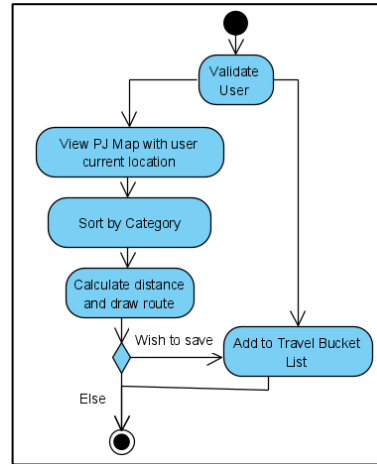 Validate
User
View PJ Map with user
current location
Sort by Category
Calculate distance
and draw route
Wish to save
Add to Travel Bucket
List
Else